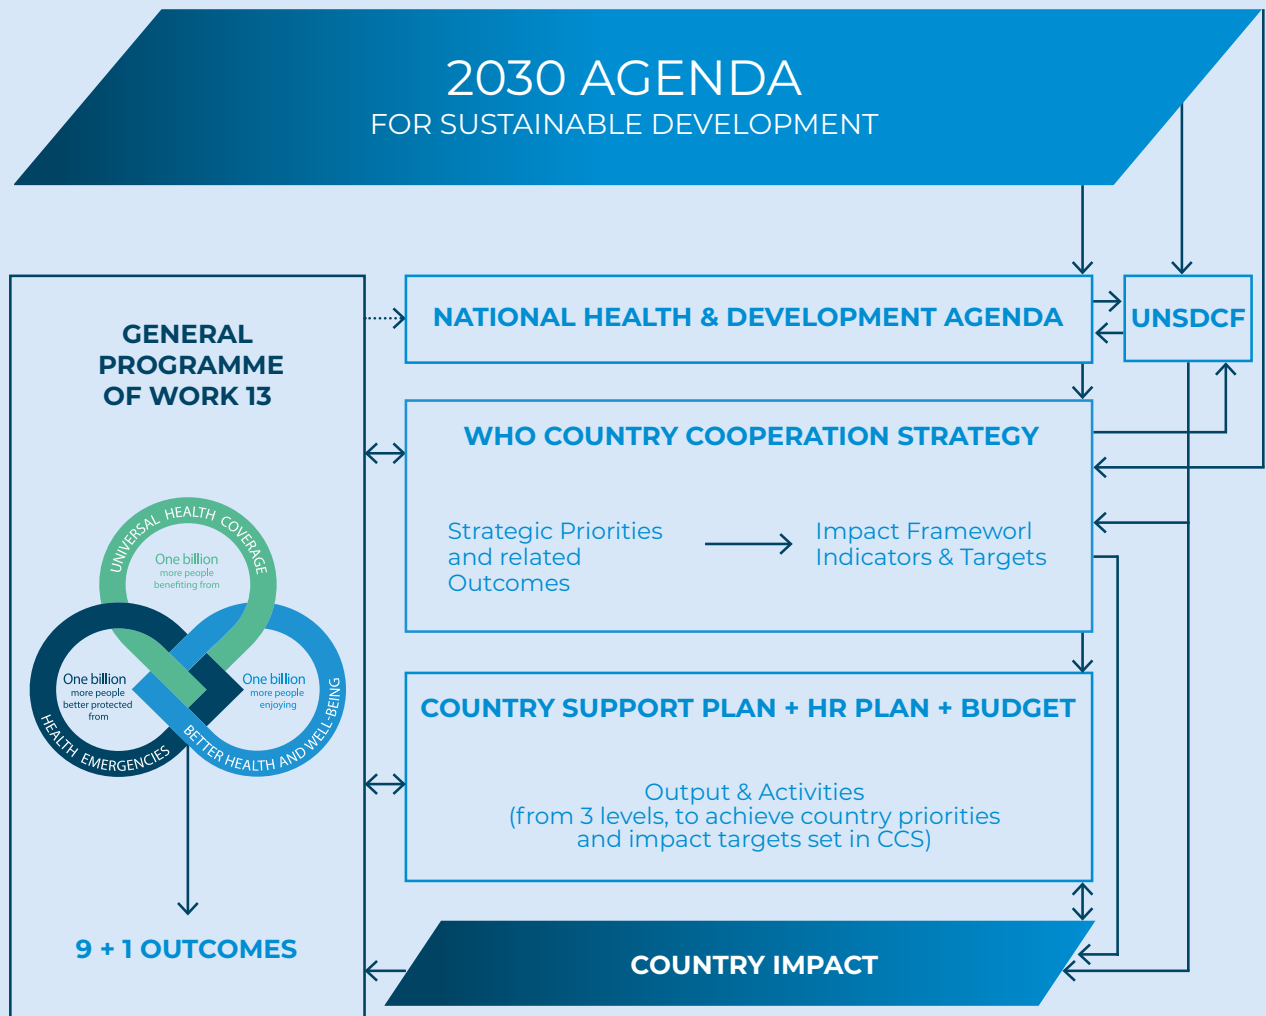 2030 AGENDA
FOR SUSTAINABLE DEVELOPMENT
GENERAL
PROGRAMME
OF WORK 13
UNIVERSAL HEALTH COVERAGE
One billion
more people
benefiting from
One billion
more people
better protected
from
HEALTH EMERGENCIES
One billion
more people
enjoying
BETTER HEALTH AND WELL-BEING
9 + 1 OUTCOMES
NATIONAL HEALTH & DEVELOPMENT AGENDA
UNSDCF
WHO COUNTRY COOPERATION STRATEGY
Strategic Priorities
and related
Outcomes
Impact Frameworl
Indicators & Targets
COUNTRY SUPPORT PLAN + HR PLAN + BUDGET
Output & Activities
(from 3 levels, to achieve country priorities
and impact targets set in CCS)
COUNTRY IMPACT